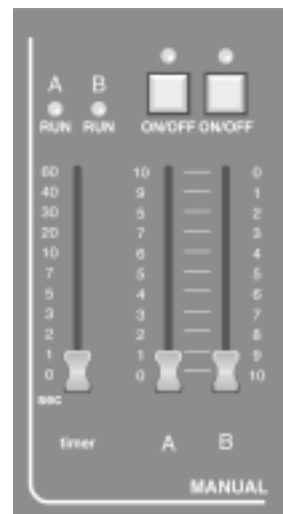 A B
RUN RUN ON/OFF ON/OFF
60 10 0
40 9 1
30 5 2
20 7 3
10 6 4
7 5 5
5 4 6
3 3 7
2 2 8
1 1 9
0 0 10
sec
timer A B
MANUAL